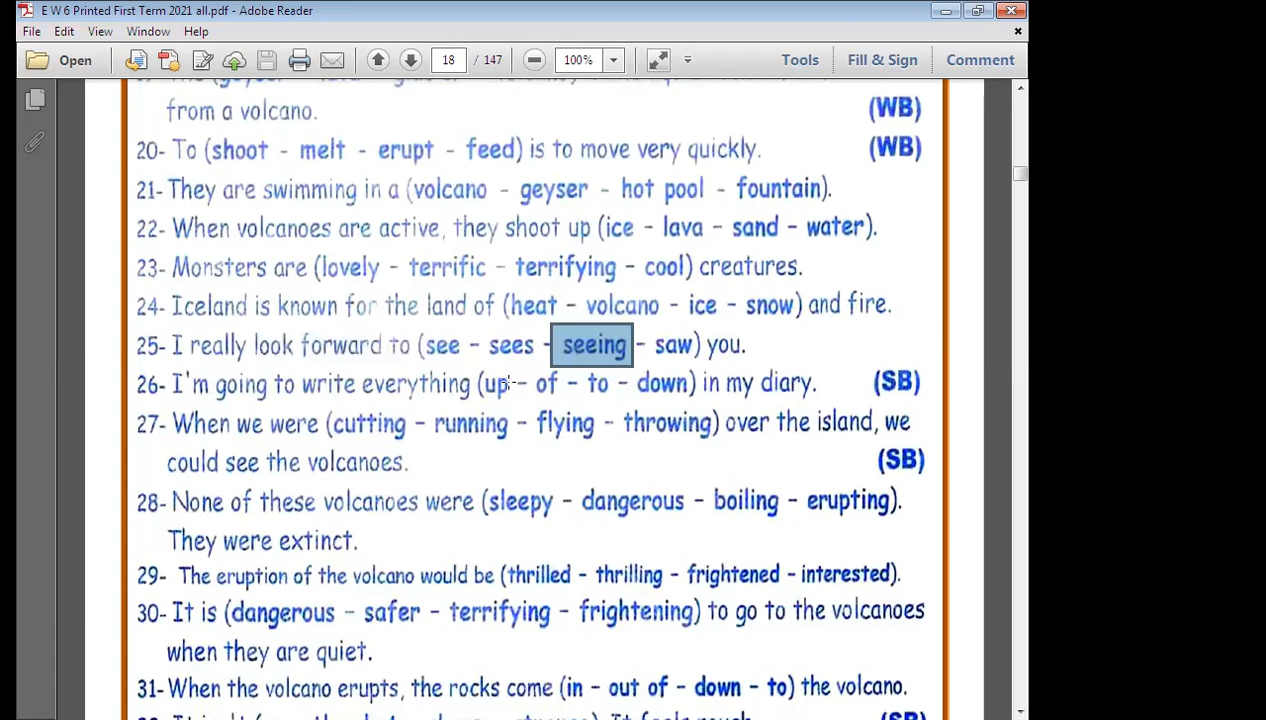 E W 6 Printed First Term 2021 all.pdf - Adobe Reader
File Edit View Window Help
Open 18 / 147 100% Tools Fill & Sign Comment
from a volcano. (WB)
20- To (shoot - melt - erupt - feed) is to move very quickly. (WB)
21- They are swimming in a (volcano - geyser - hot pool - fountain).
22- When volcanoes are active, they shoot up (ice - lava - sand - water).
23- Monsters are (lovely - terrific - terrifying - cool) creatures.
24- Iceland is known for the land of (heat - volcano - ice - snow) and fire.
25- I really look forward to (see - sees - seeing - saw) you.
26- I'm going to write everything (up - of - to - down) in my diary. (SB)
27- When we were (cutting - running - flying - throwing) over the island, we
could see the volcanoes. (SB)
28- None of these volcanoes were (sleepy - dangerous - boiling - erupting).
They were extinct.
29- The eruption of the volcano would be (thrilled - thrilling - frightened - interested).
30- It is (dangerous - safer - terrifying - frightening) to go to the volcanoes
when they are quiet.
31- When the volcano erupts, the rocks come (in - out of - down - to) the volcano.